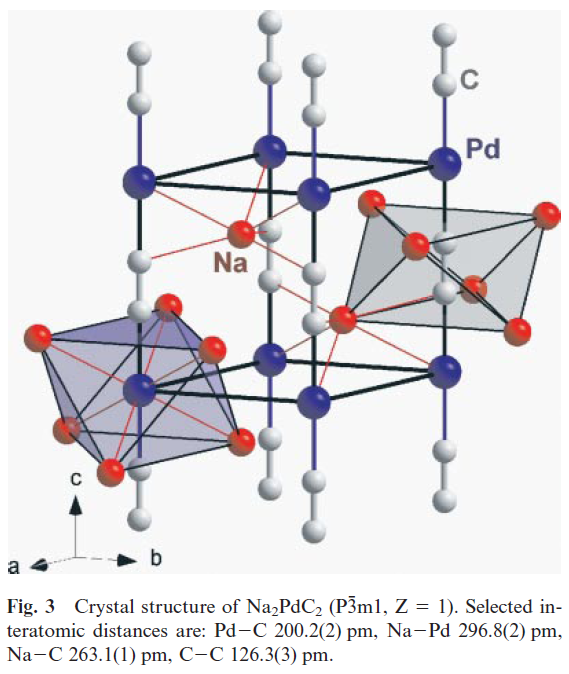 C
Pd
Na
c
a
b
Fig. 3 Crystal structure of Na₂PdC₂ (P3̄m1, Z = 1). Selected in-
teratomic distances are: Pd−C 200.2(2) pm, Na−Pd 296.8(2) pm,
Na−C 263.1(1) pm, C−C 126.3(3) pm.